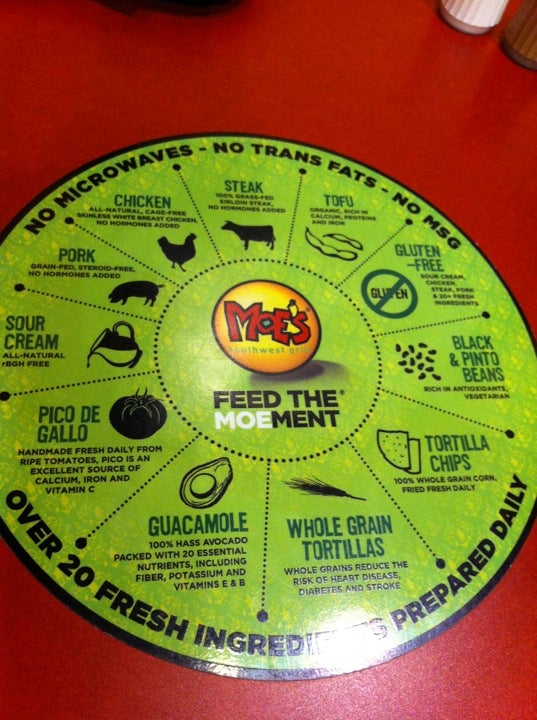 NO MICROWAVES - NO TRANS FATS - NO MSG
STEAK
100% GRASS-FED
SIRLOIN STEAK,
NO HORMONES ADDED
TOFU
ORGANIC, RICH IN
CALCIUM, PROTEINS
AND IRON
GLUTEN
-FREE
SOUR CREAM,
CHICKEN,
STEAK, PORK
& 20+ FRESH
INGREDIENTS
GLUTEN
BLACK
& PINTO
BEANS
RICH IN ANTIOXIDANTS,
VEGETARIAN
TORTILLA
CHIPS
100% WHOLE GRAIN CORN,
FRIED FRESH DAILY
WHOLE GRAIN
TORTILLAS
WHOLE GRAINS REDUCE THE
RISK OF HEART DISEASE,
DIABETES AND STROKE
GUACAMOLE
100% HASS AVOCADO
PACKED WITH 20 ESSENTIAL
NUTRIENTS, INCLUDING
FIBER, POTASSIUM AND
VITAMINS E & B
PICO DE
GALLO
HANDMADE FRESH DAILY FROM
RIPE TOMATOES, PICO IS AN
EXCELLENT SOURCE OF
CALCIUM, IRON AND
VITAMIN C
SOUR
CREAM
ALL-NATURAL
rBGH FREE
PORK
GRAIN-FED, STEROID-FREE,
NO HORMONES ADDED
CHICKEN
ALL-NATURAL, CAGE-FREE
SKINLESS WHITE BREAST CHICKEN,
NO HORMONES ADDED
MOE'S
southwest grill
FEED THE
MOEMENT
OVER 20 FRESH INGREDIENTS PREPARED DAILY